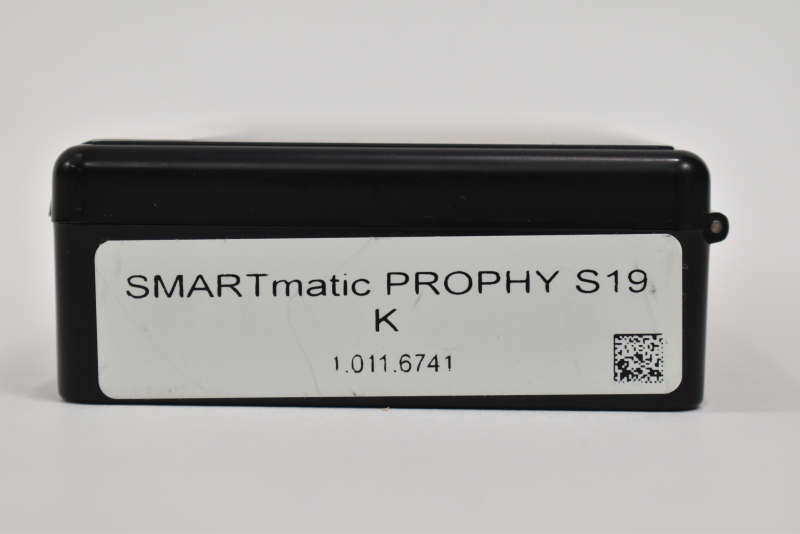 SMARTmatic PROPHY S19
K
1.011.6741